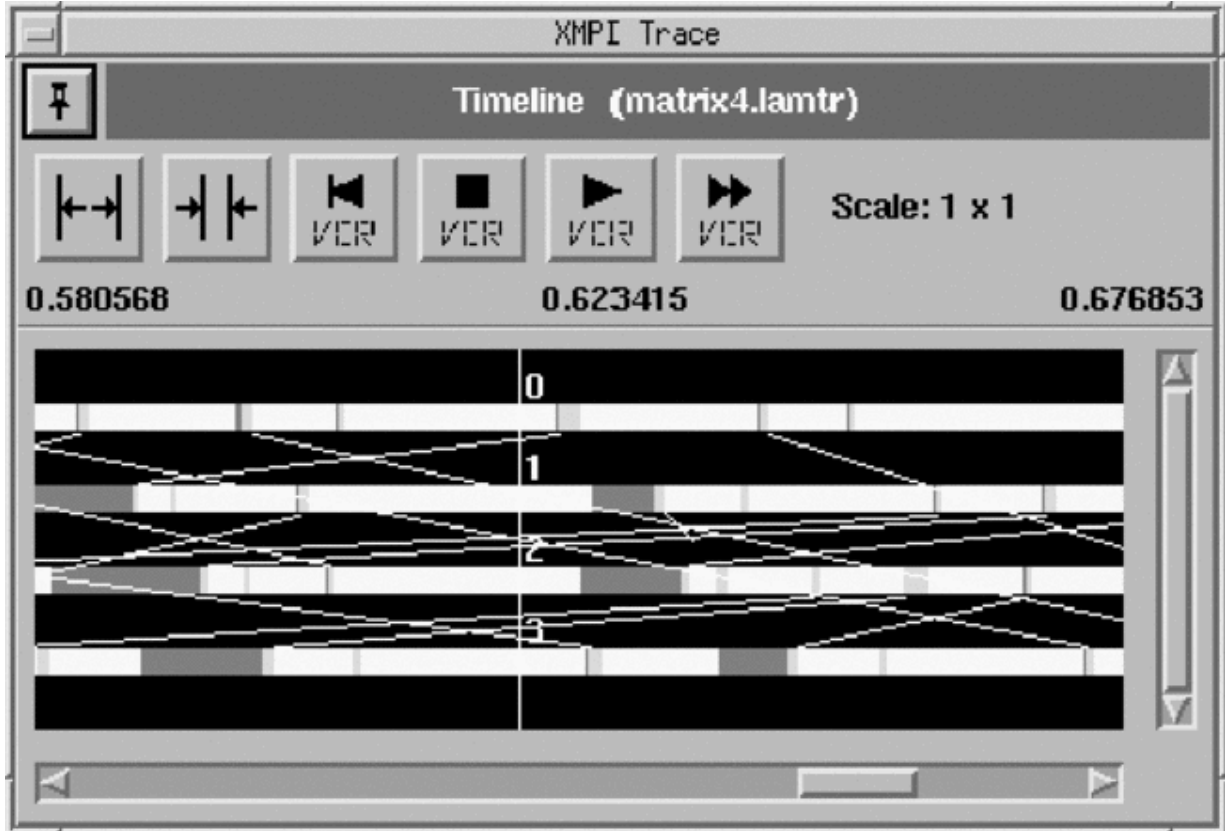 XMPI Trace
Timeline (matrix4.lamtr)
VCR VCR VCR VCR
Scale: 1 x 1
0.580568 0.623415 0.676853
0
1
2
3